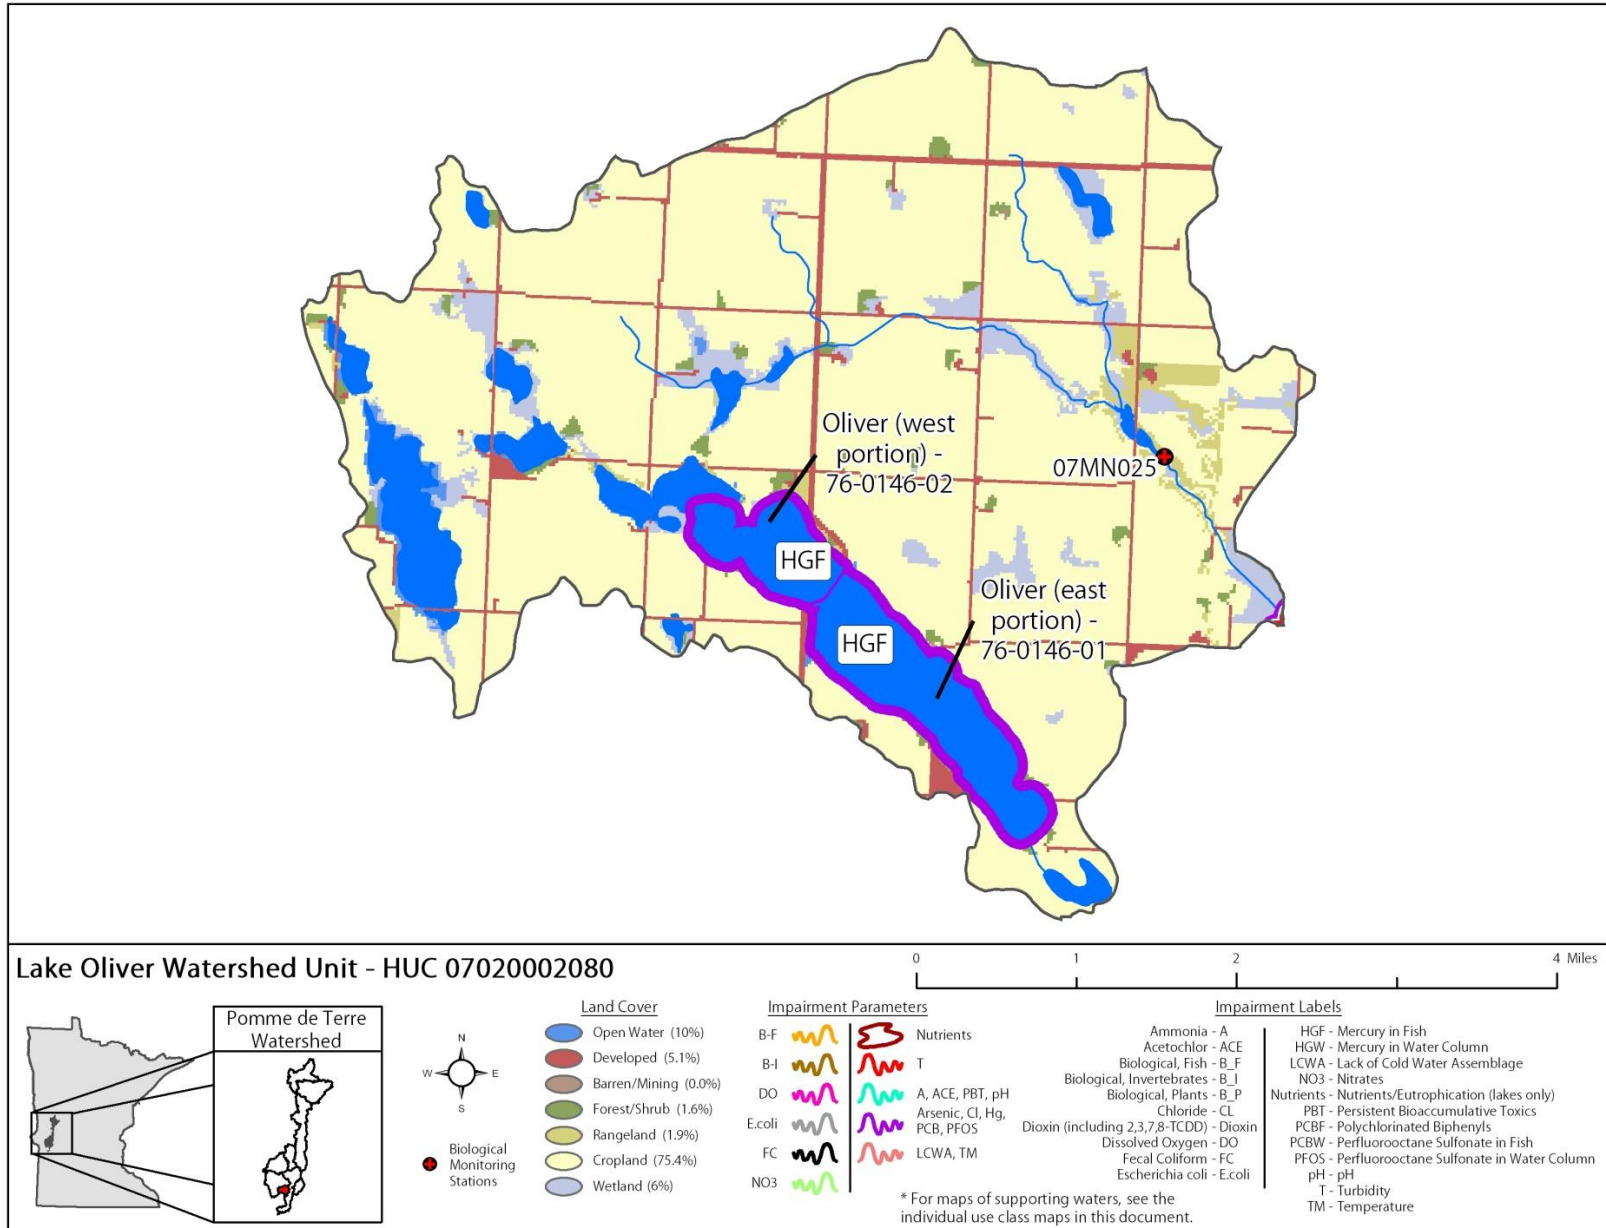 Oliver (west
portion) -
76-0146-02
07MN025
HGF
Oliver (east
portion) -
76-0146-01
HGF
Lake Oliver Watershed Unit - HUC 07020002080
0 1 2 4 Miles
Pomme de Terre
Watershed
N
W E
S
Biological
Monitoring
Stations
Land Cover
Open Water (10%)
Developed (5.1%)
Barren/Mining (0.0%)
Forest/Shrub (1.6%)
Rangeland (1.9%)
Cropland (75.4%)
Wetland (6%)
Impairment Parameters
B-F
B-I
DO
E.coli
FC
NO3
Nutrients
T
A, ACE, PBT, pH
Arsenic, Cl, Hg,
PCB, PFOS
LCWA, TM
* For maps of supporting waters, see the
individual use class maps in this document.
Impairment Labels
Ammonia - A
Acetochlor - ACE
Biological, Fish - B_F
Biological, Invertebrates - B_I
Biological, Plants - B_P
Chloride - CL
Dioxin (including 2,3,7,8-TCDD) - Dioxin
Dissolved Oxygen - DO
Fecal Coliform - FC
Escherichia coli - E.coli
HGF - Mercury in Fish
HGW - Mercury in Water Column
LCWA - Lack of Cold Water Assemblage
NO3 - Nitrates
Nutrients - Nutrients/Eutrophication (lakes only)
PBT - Persistent Bioaccumulative Toxics
PCBF - Polychlorinated Biphenyls
PCBW - Perfluorooctane Sulfonate in Fish
PFOS - Perfluorooctane Sulfonate in Water Column
pH - pH
T - Turbidity
TM - Temperature